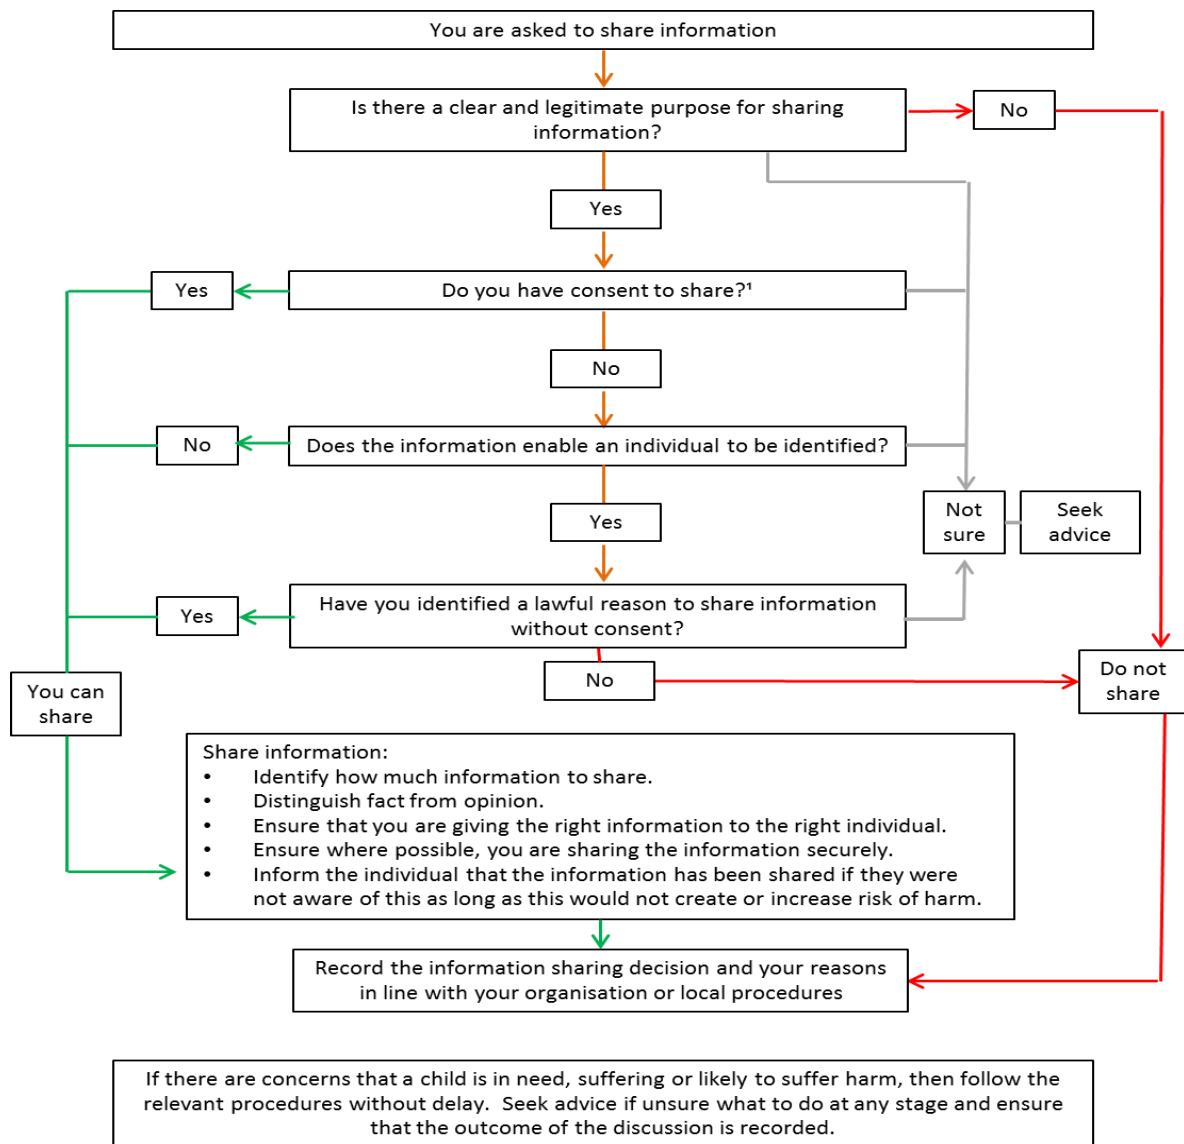 You are asked to share information
Is there a clear and legitimate purpose for sharing
information?
No
Yes
Yes
Do you have consent to share?¹
No
No
Does the information enable an individual to be identified?
Yes
Not
sure
Seek
advice
Yes
Have you identified a lawful reason to share information
without consent?
No
Do not
share
You can
share
Share information:
• Identify how much information to share.
• Distinguish fact from opinion.
• Ensure that you are giving the right information to the right individual.
• Ensure where possible, you are sharing the information securely.
• Inform the individual that the information has been shared if they were
not aware of this as long as this would not create or increase risk of harm.
Record the information sharing decision and your reasons
in line with your organisation or local procedures
If there are concerns that a child is in need, suffering or likely to suffer harm, then follow the
relevant procedures without delay.  Seek advice if unsure what to do at any stage and ensure
that the outcome of the discussion is recorded.